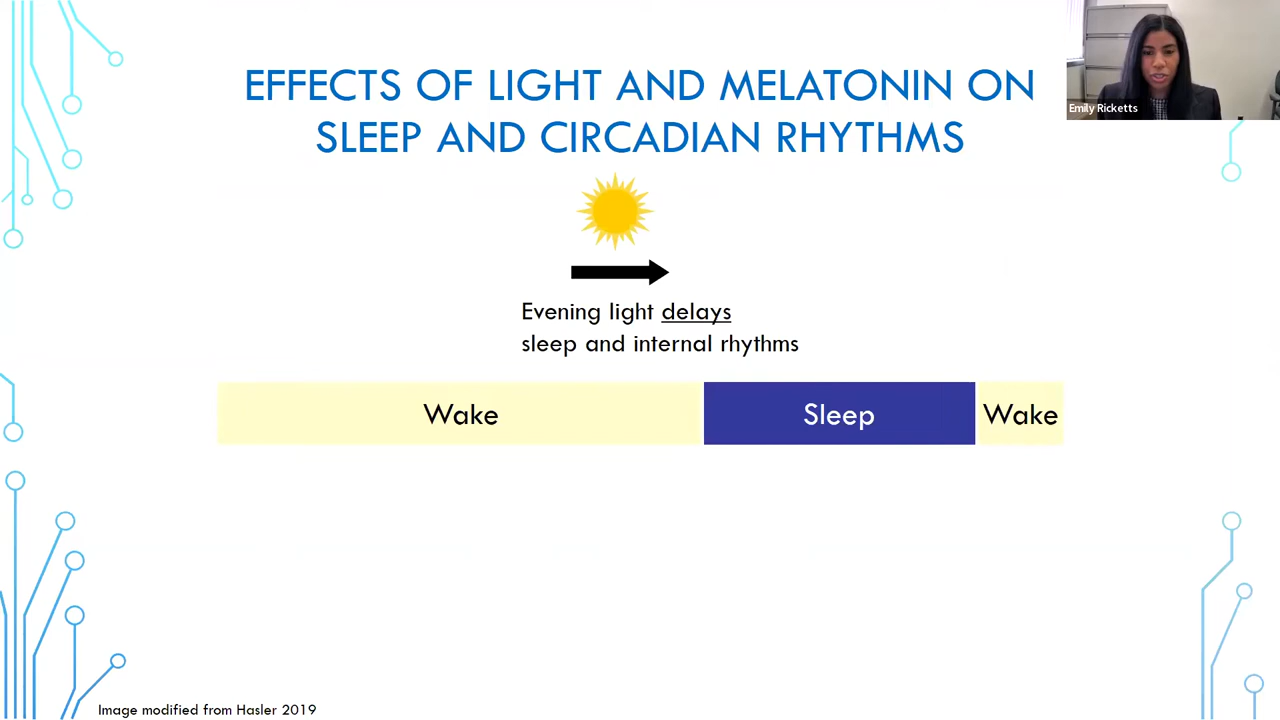 EFFECTS OF LIGHT AND MELATONIN ON
SLEEP AND CIRCADIAN RHYTHMS
Emily Ricketts
Evening light delays
sleep and internal rhythms
Wake
Sleep
Wake
Image modified from Hasler 2019